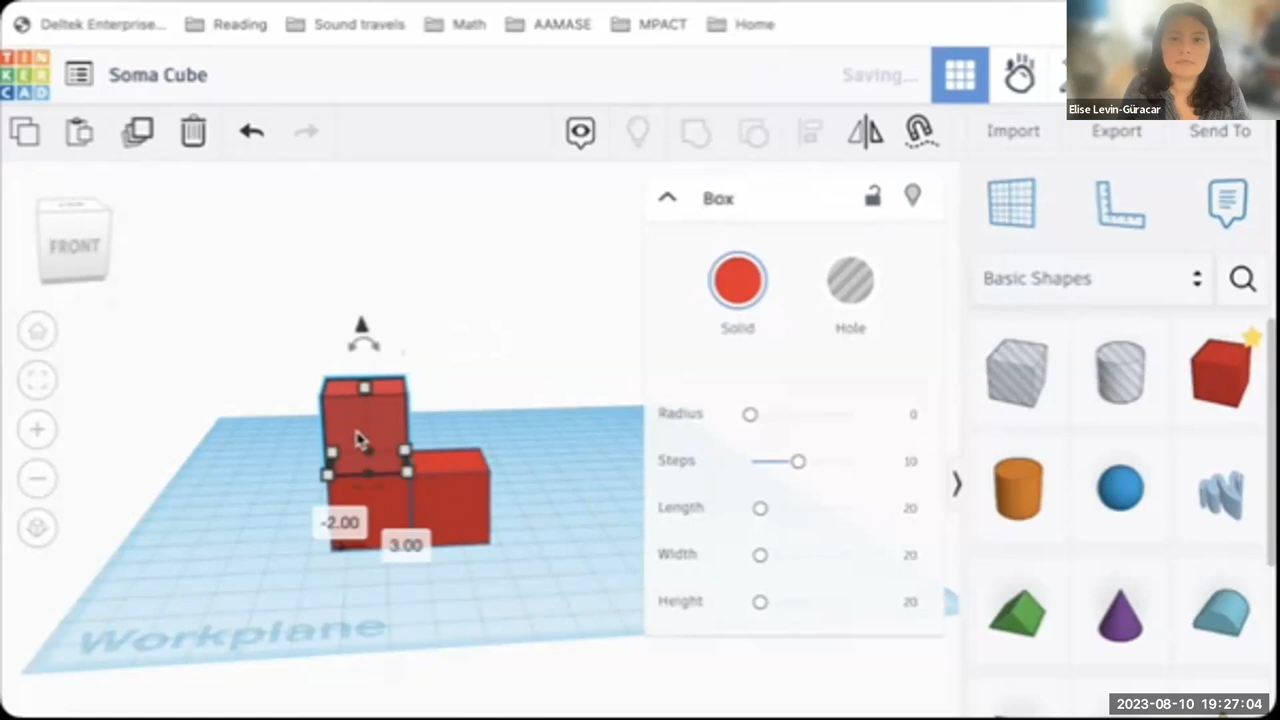 Deltek Enterprise... Reading Sound travels Math AAMASE MPACT Home
TIN
KER
CAD
Soma Cube
Saving...
Elise Levin-Güracar
Import Export Send To
FRONT
Box
Solid Hole
Basic Shapes
Radius 0
Steps 10
Length 20
Width 20
Height 20
-2.00
3.00
Workplane
2023-08-10 19:27:04